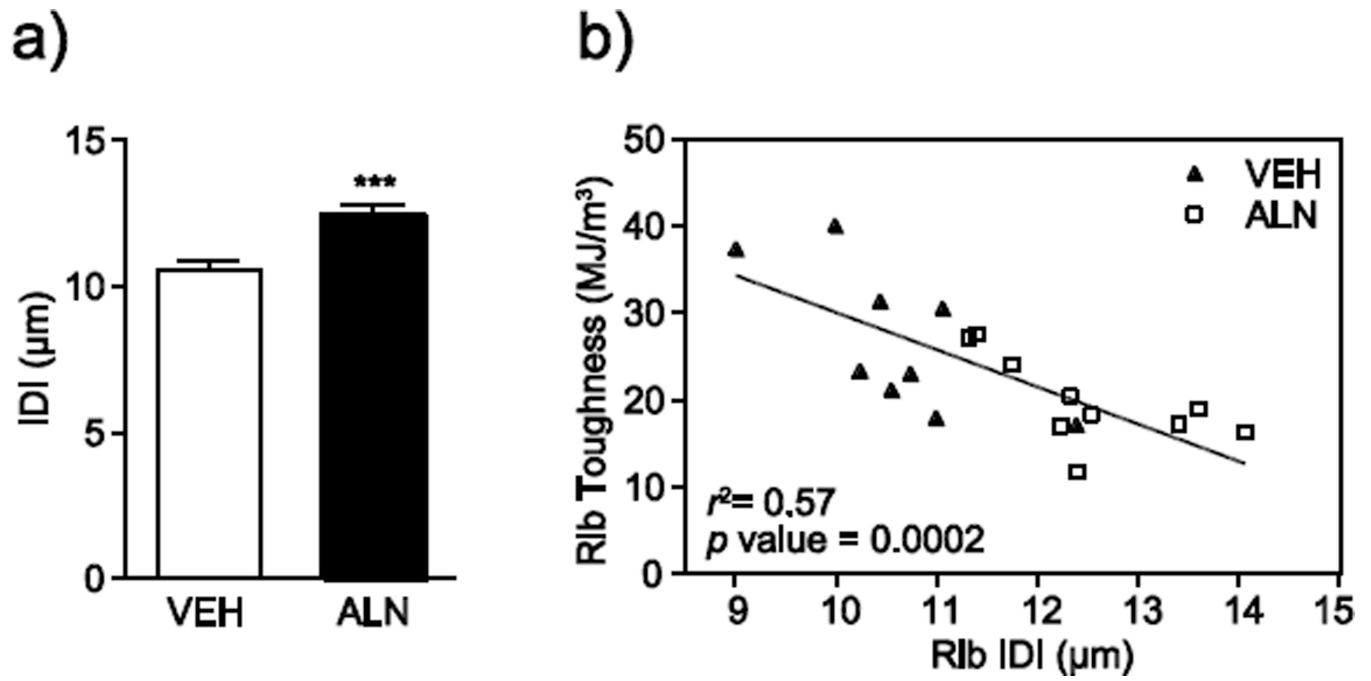 a)
IDI (µm)
15
10
5
0
***
VEH
ALN
b)
Rib Toughness (MJ/m³)
50
40
30
20
10
0
VEH
ALN
r²= 0.57
p value = 0.0002
9 10 11 12 13 14 15
Rib IDI (µm)